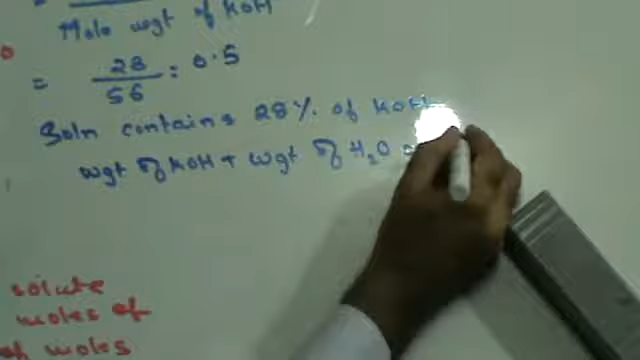 Mole wgt of KOH
= 28/56 = 0.5
Soln contains 28% of KOH
wgt of KOH + wgt of H2O
solute
moles of
of moles